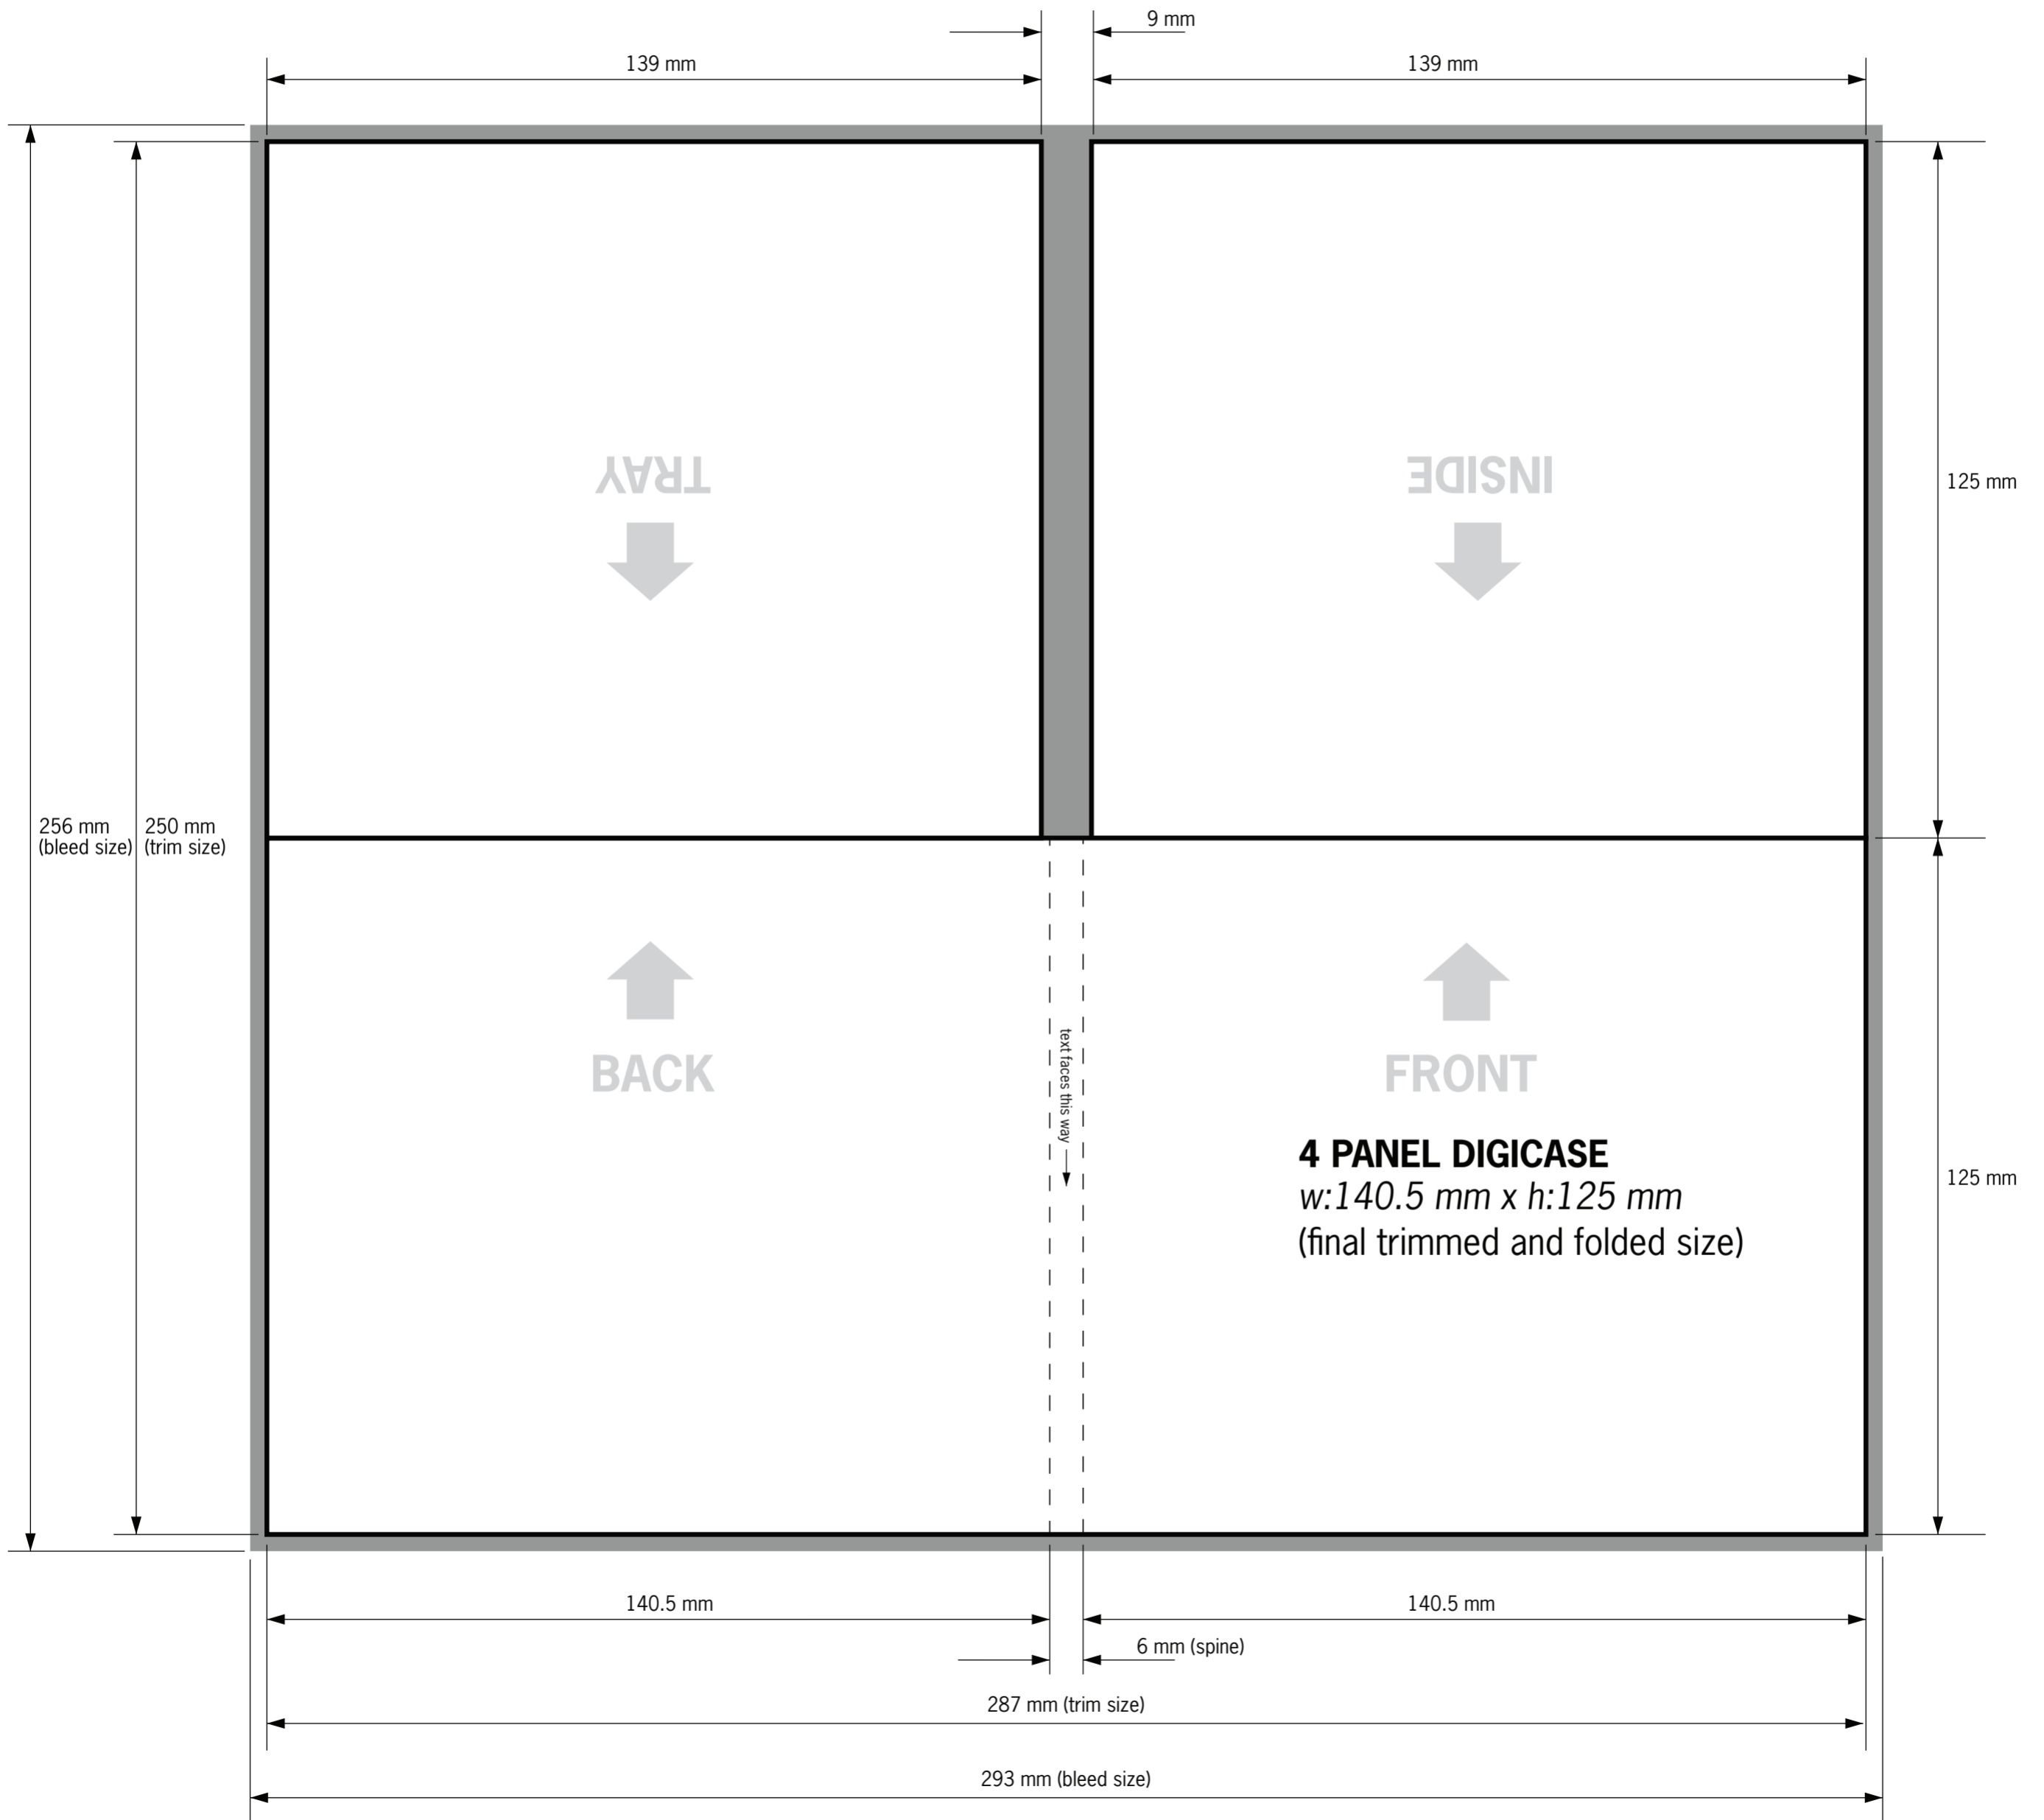 9 mm
139 mm
139 mm
TRAY
INSIDE
125 mm
256 mm
(bleed size)
250 mm
(trim size)
BACK
text faces this way
FRONT
4 PANEL DIGICASE
w:140.5 mm x h:125 mm
(final trimmed and folded size)
125 mm
140.5 mm
140.5 mm
6 mm (spine)
287 mm (trim size)
293 mm (bleed size)